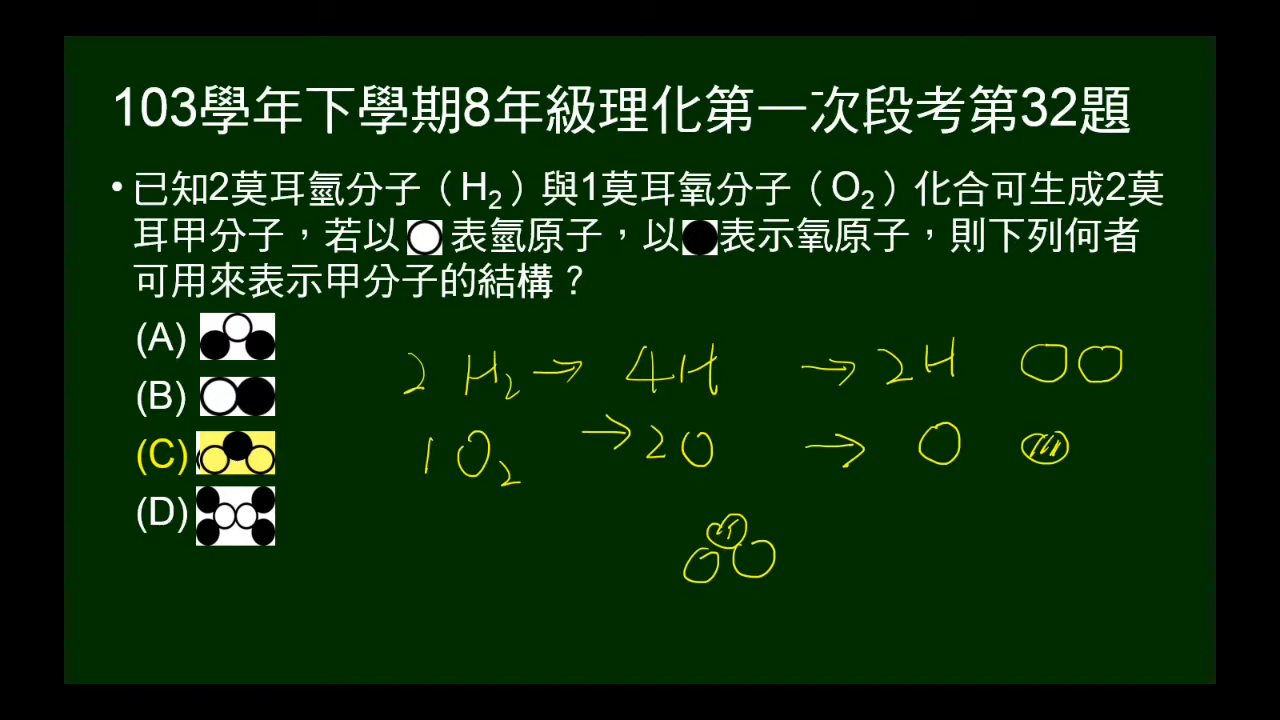 103學年下學期8年級理化第一次段考第32題
•已知2莫耳氫分子（H₂）與1莫耳氧分子（O₂）化合可生成2莫
耳甲分子，若以 表氫原子，以 表示氧原子，則下列何者
可用來表示甲分子的結構？
(A)
(B)
(C)
(D)
2 H₂ → 4H → 2H
1 O₂ → 2O → O